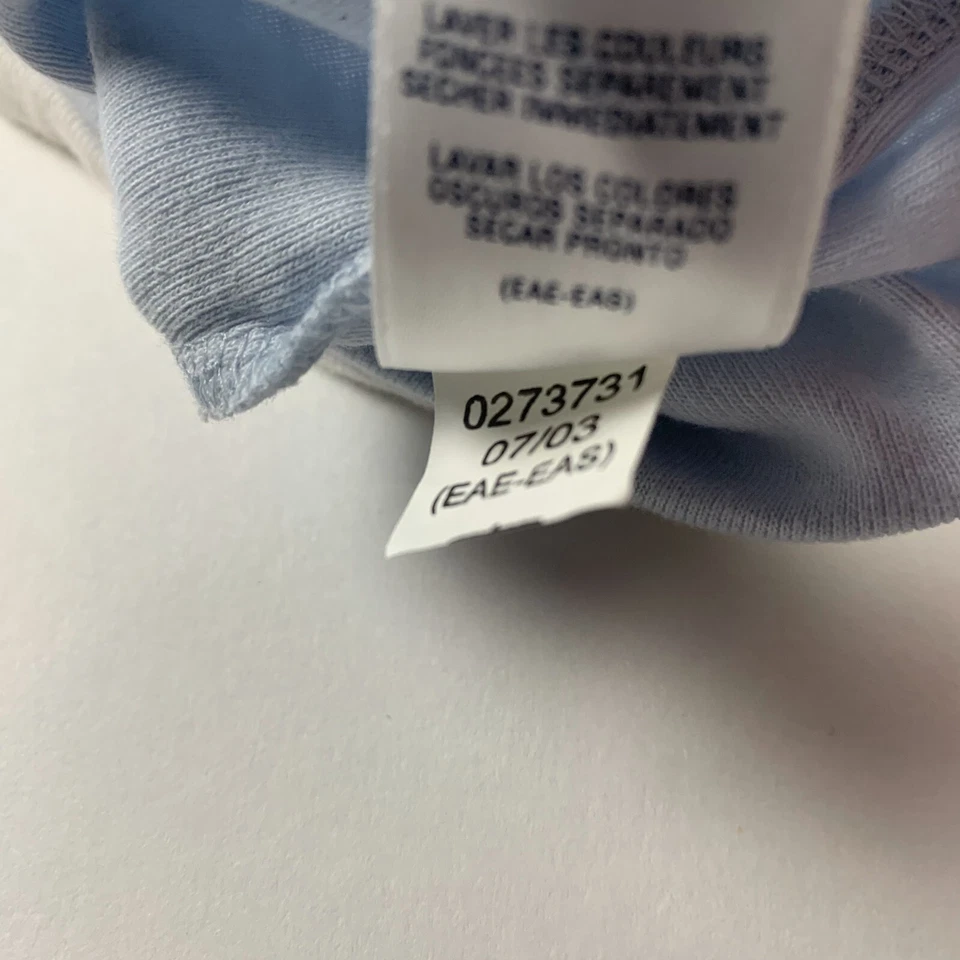 LAVER LES COULEURS
FONCEES SEPAREMENT
SECHER IMMEDIATEMENT
LAVAR LOS COLORES
OSCUROS SEPARADO
SECAR PRONTO
(EAE-EAS)
0273731
07/03
(EAE-EAS)